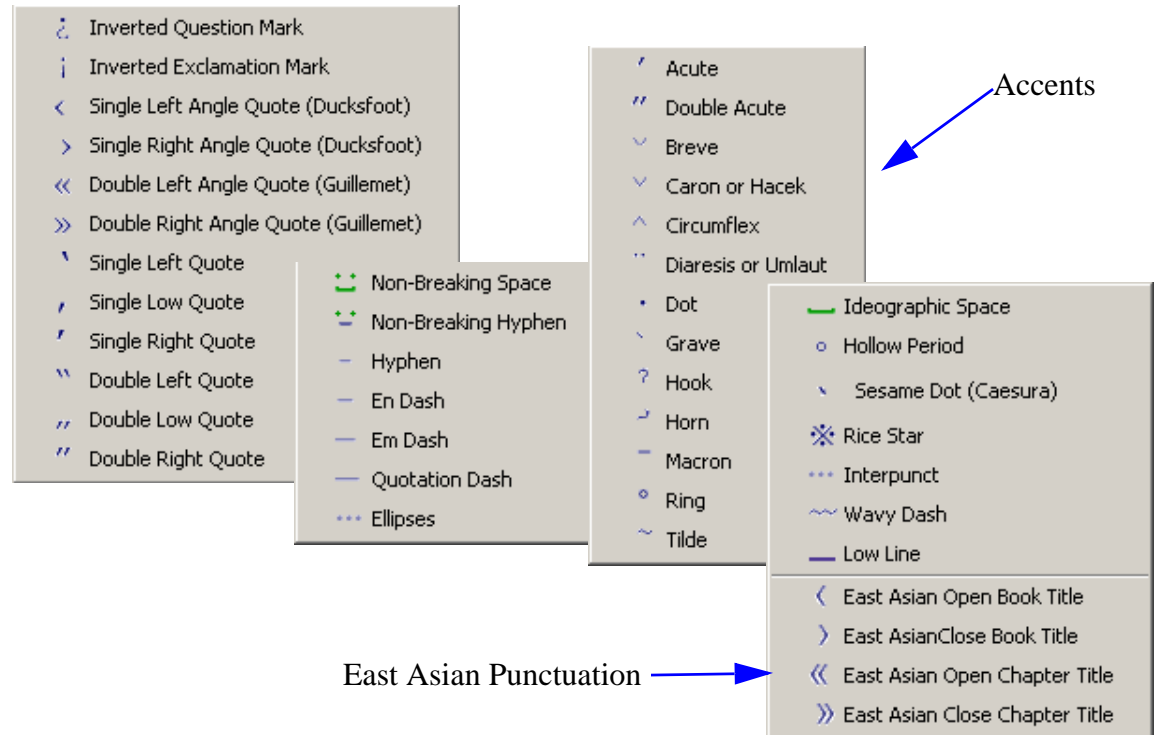 Inverted Question Mark
Inverted Exclamation Mark
Single Left Angle Quote (Ducksfoot)
Single Right Angle Quote (Ducksfoot)
Double Left Angle Quote (Guillemet)
Double Right Angle Quote (Guillemet)
Single Left Quote
Single Low Quote
Single Right Quote
Double Left Quote
Double Low Quote
Double Right Quote
Non-Breaking Space
Non-Breaking Hyphen
Hyphen
En Dash
Em Dash
Quotation Dash
Ellipses
Acute
Double Acute
Breve
Caron or Hacek
Circumflex
Diaresis or Umlaut
Dot
Grave
Hook
Horn
Macron
Ring
Tilde
Accents
Ideographic Space
Hollow Period
Sesame Dot (Caesura)
Rice Star
Interpunct
Wavy Dash
Low Line
East Asian Open Book Title
East AsianClose Book Title
East Asian Open Chapter Title
East Asian Close Chapter Title
East Asian Punctuation